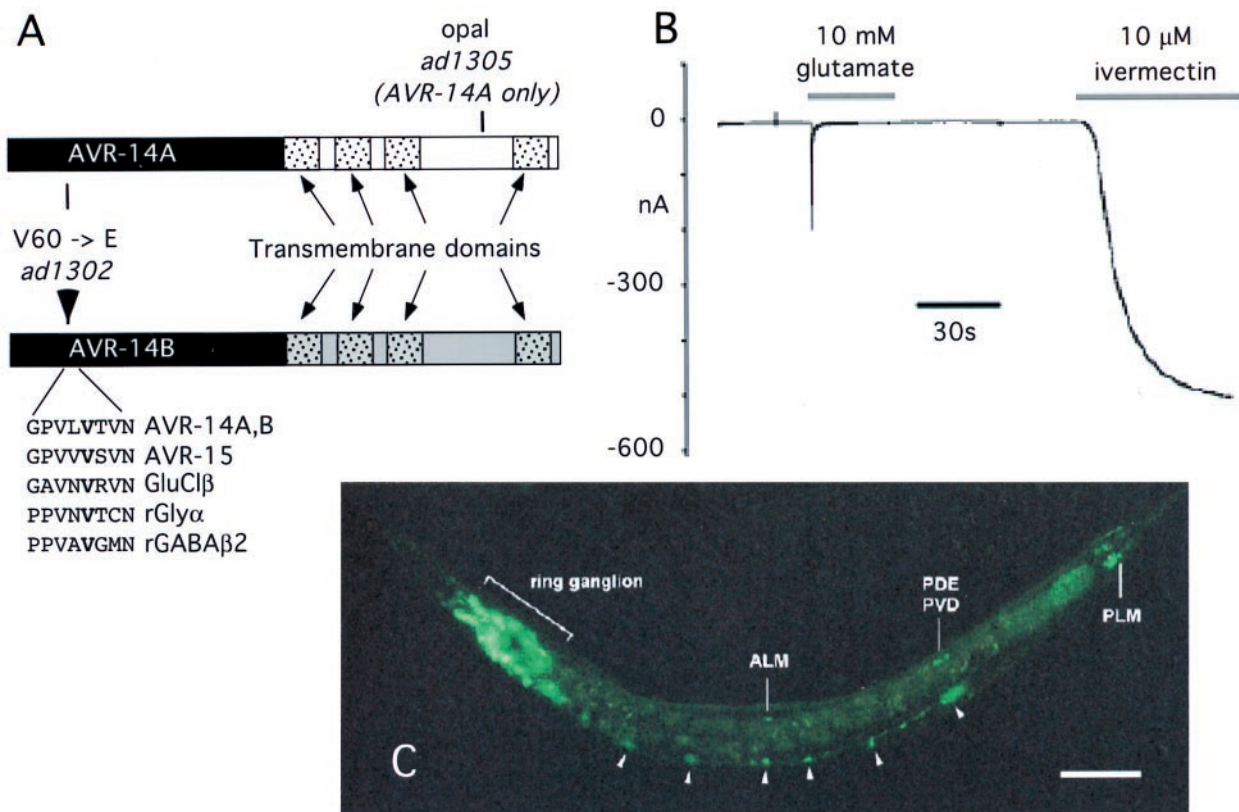 A
opal
ad1305
(AVR-14A only)
AVR-14A
V60 -> E
ad1302
Transmembrane domains
AVR-14B
GPVLVTVN AVR-14A,B
GPVVVSVN AVR-15
GAVNVRVN GluClβ
PPVNVTCN rGlyα
PPVAVGMN rGABAβ2
B
10 mM
glutamate
10 μM
ivermectin
0
nA
-300
-600
30s
C
ring ganglion
ALM
PDE
PVD
PLM